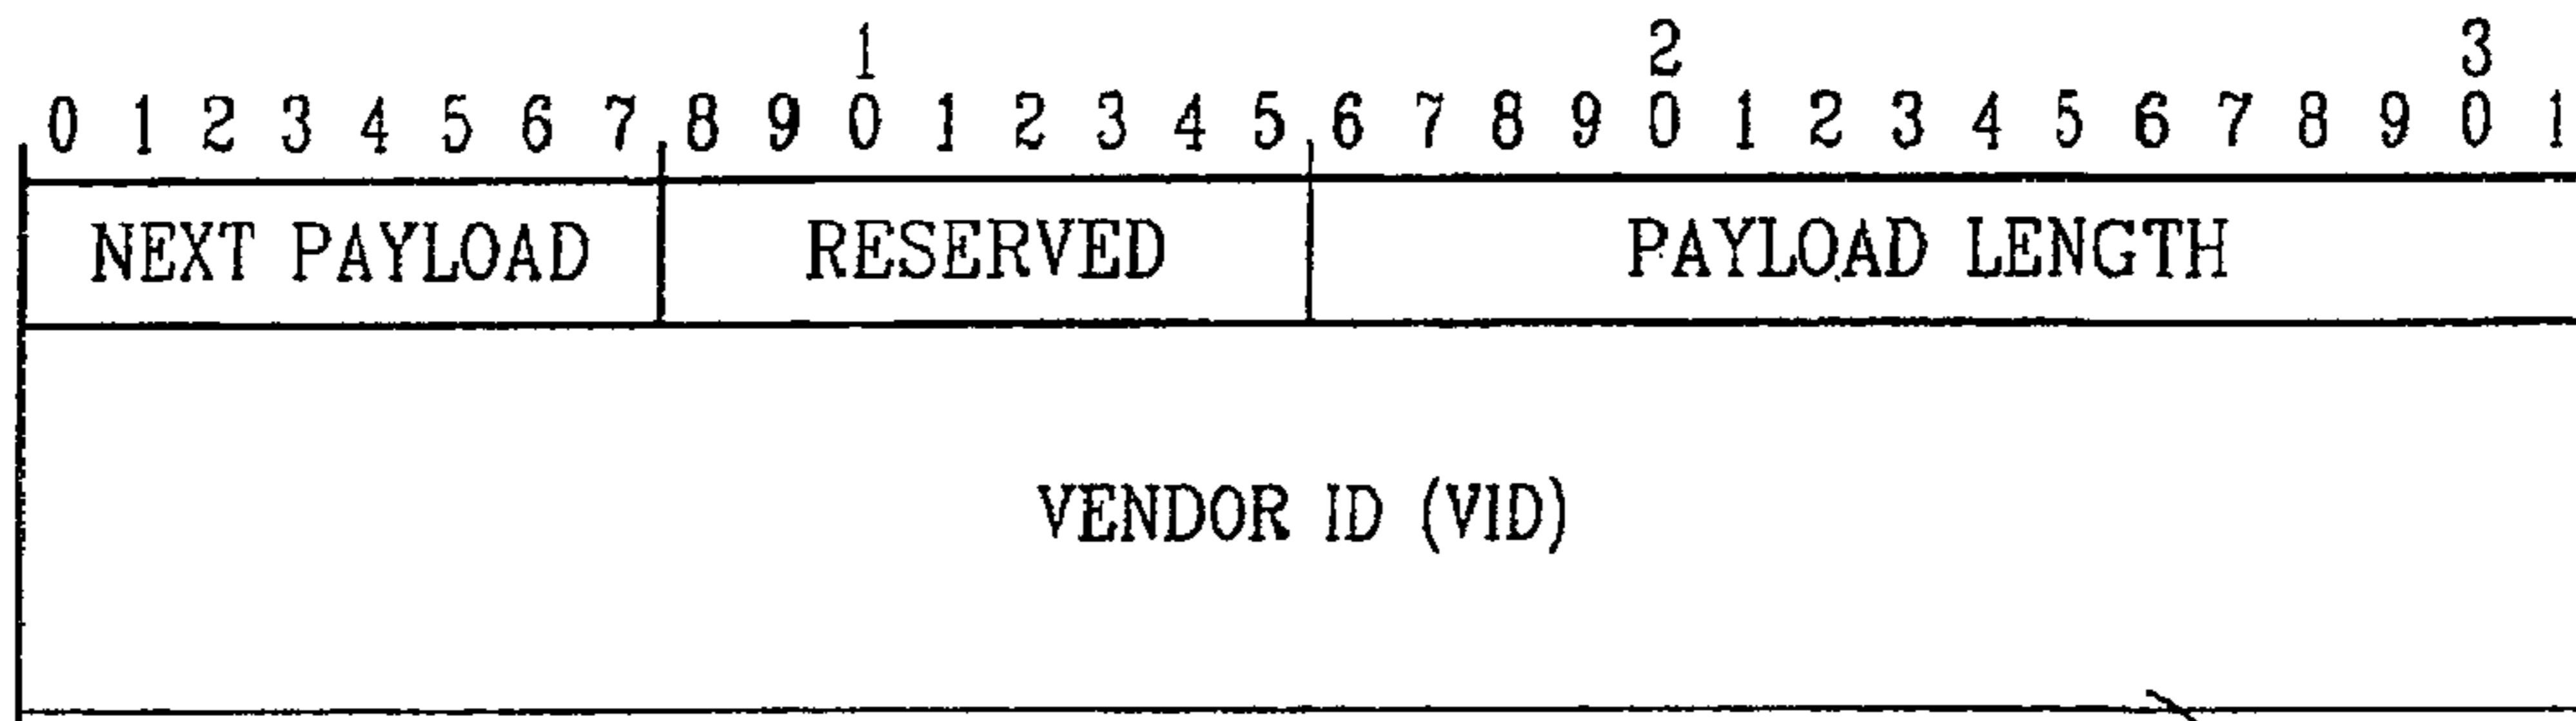 1 2 3
0 1 2 3 4 5 6 7 8 9 0 1 2 3 4 5 6 7 8 9 0 1 2 3 4 5 6 7 8 9 0 1
NEXT PAYLOAD RESERVED PAYLOAD LENGTH
VENDOR ID (VID)